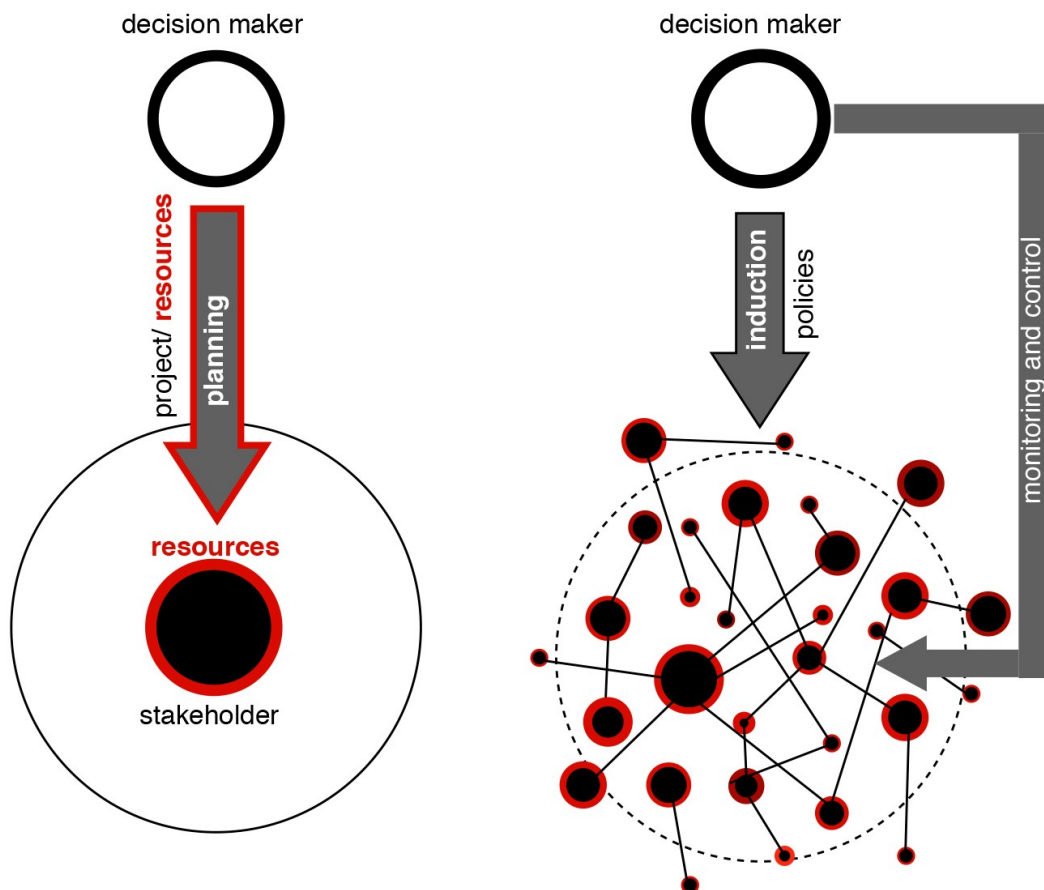 decision maker
project/ resources
planning
resources
stakeholder
decision maker
induction
policies
monitoring and control